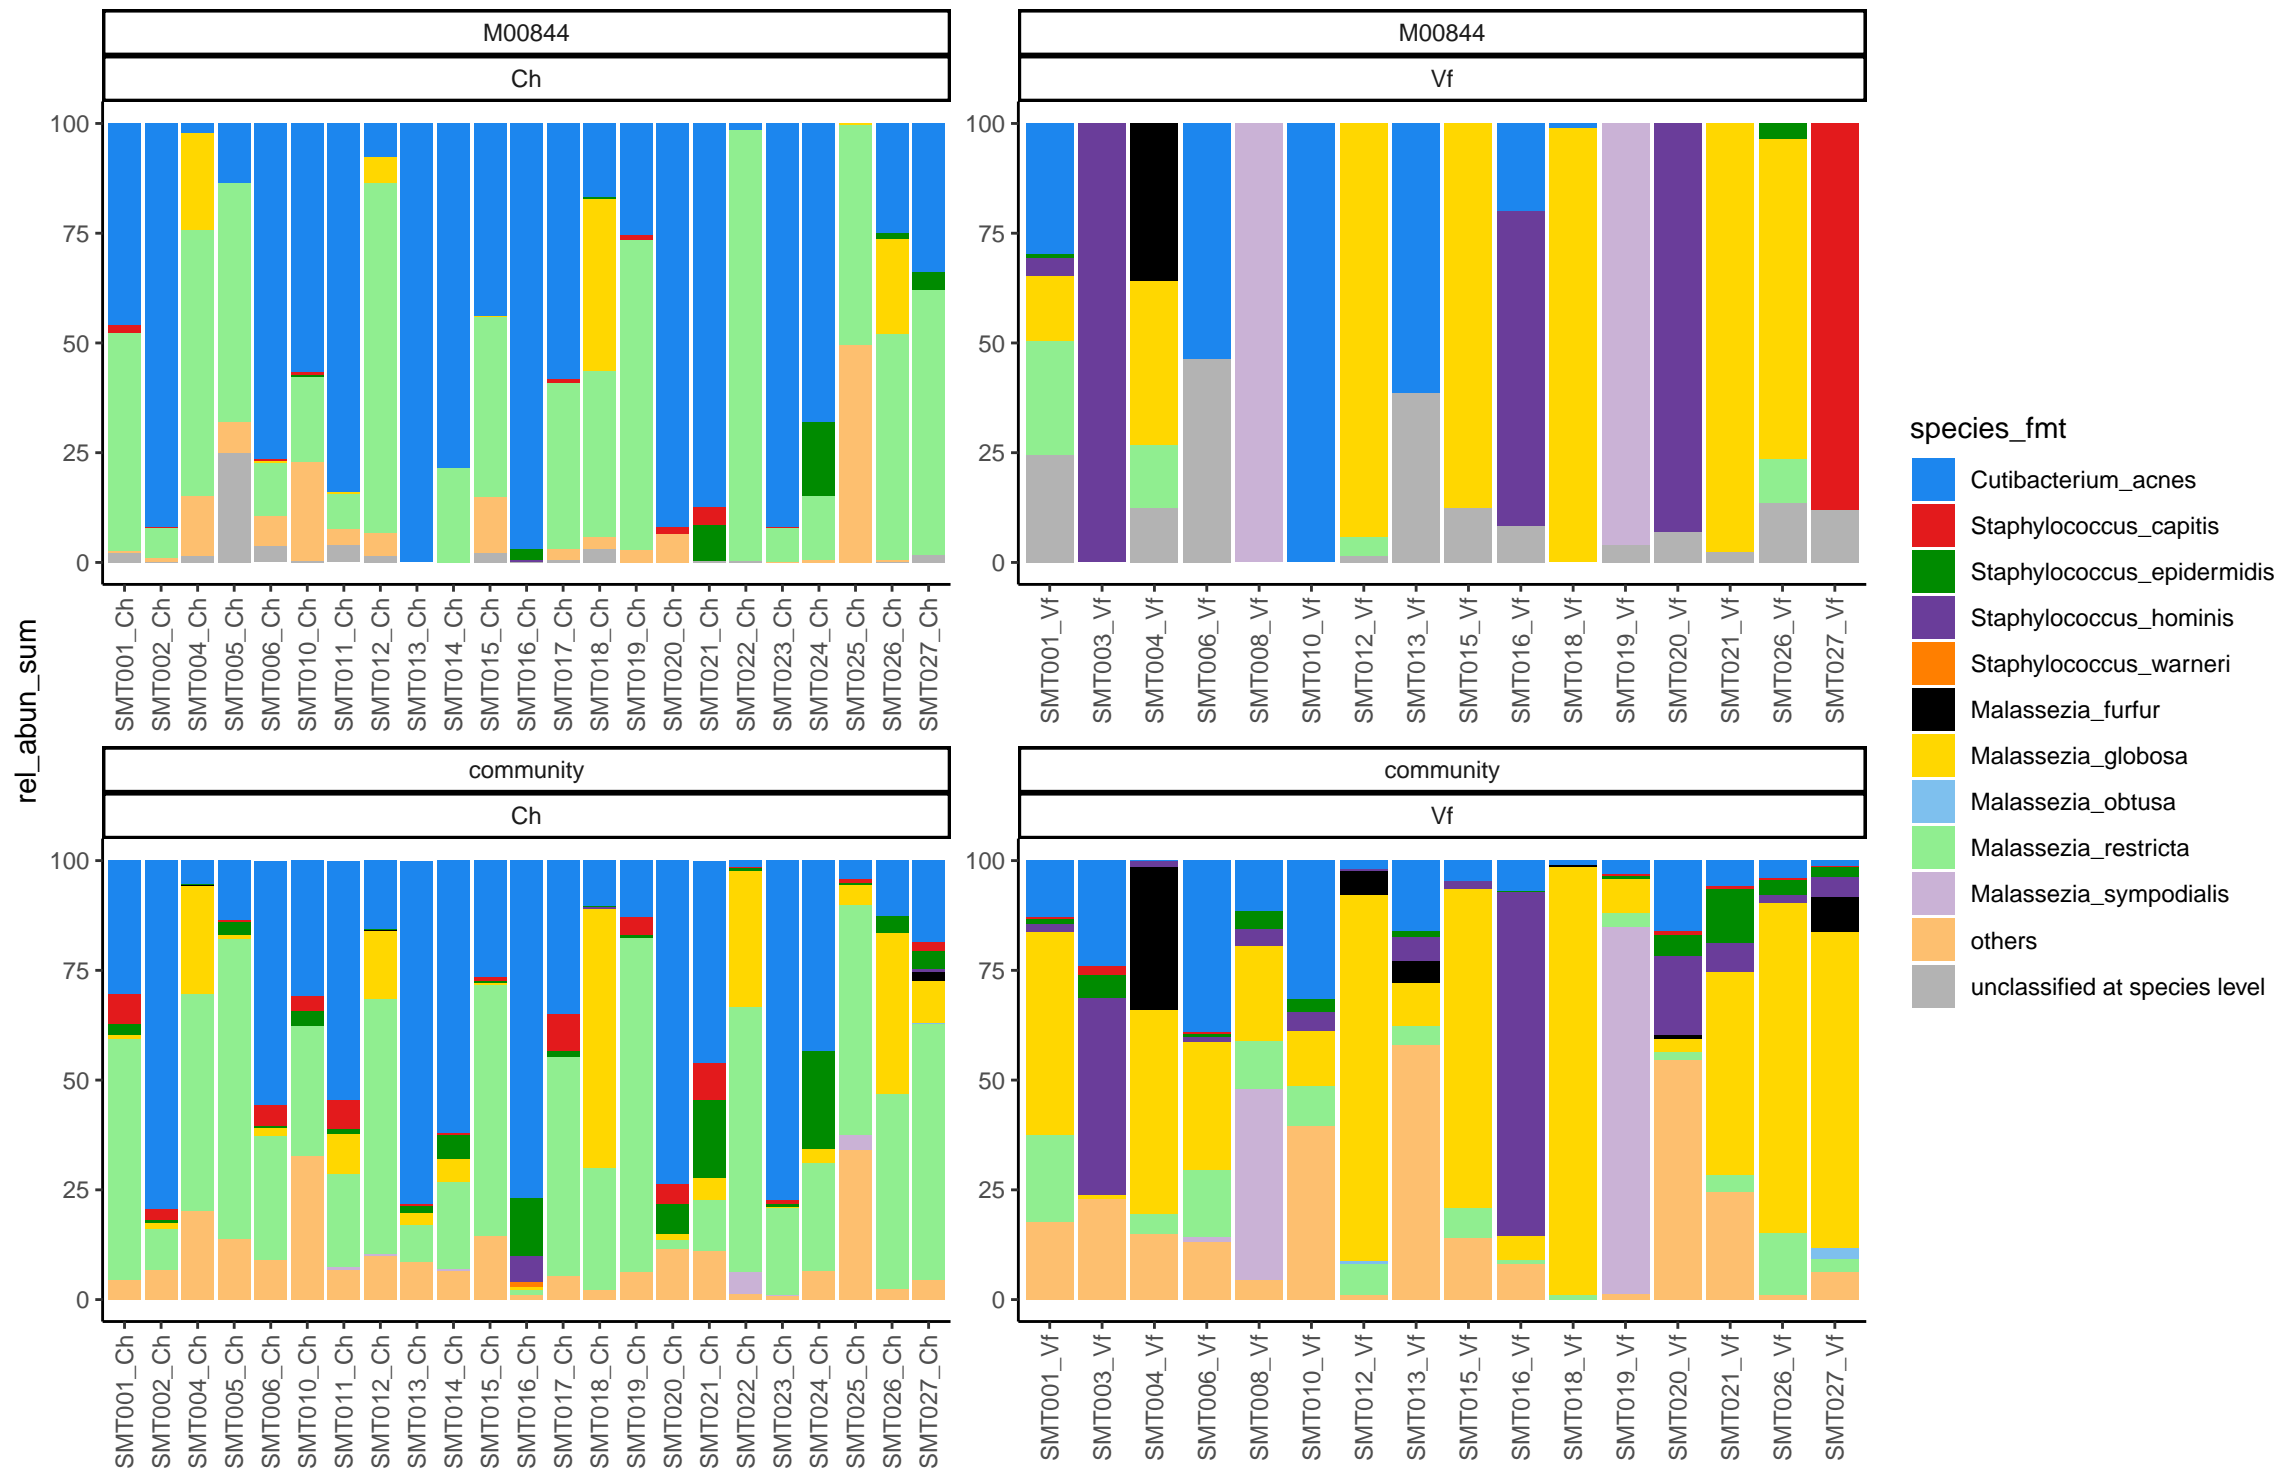 M00844
Ch
M00844
Vf
100
75
50
25
0
100
75
50
25
0
SMT001_Ch
SMT002_Ch
SMT004_Ch
SMT005_Ch
SMT006_Ch
SMT010_Ch
SMT011_Ch
SMT012_Ch
SMT013_Ch
SMT014_Ch
SMT015_Ch
SMT016_Ch
SMT017_Ch
SMT018_Ch
SMT019_Ch
SMT020_Ch
SMT021_Ch
SMT022_Ch
SMT023_Ch
SMT024_Ch
SMT025_Ch
SMT026_Ch
SMT027_Ch
SMT001_Vf
SMT003_Vf
SMT004_Vf
SMT006_Vf
SMT008_Vf
SMT010_Vf
SMT012_Vf
SMT013_Vf
SMT015_Vf
SMT016_Vf
SMT018_Vf
SMT019_Vf
SMT020_Vf
SMT021_Vf
SMT026_Vf
SMT027_Vf
rel_abun_sum
community
Ch
community
Vf
100
75
50
25
0
100
75
50
25
0
SMT001_Ch
SMT002_Ch
SMT004_Ch
SMT005_Ch
SMT006_Ch
SMT010_Ch
SMT011_Ch
SMT012_Ch
SMT013_Ch
SMT014_Ch
SMT015_Ch
SMT016_Ch
SMT017_Ch
SMT018_Ch
SMT019_Ch
SMT020_Ch
SMT021_Ch
SMT022_Ch
SMT023_Ch
SMT024_Ch
SMT025_Ch
SMT026_Ch
SMT027_Ch
SMT001_Vf
SMT003_Vf
SMT004_Vf
SMT006_Vf
SMT008_Vf
SMT010_Vf
SMT012_Vf
SMT013_Vf
SMT015_Vf
SMT016_Vf
SMT018_Vf
SMT019_Vf
SMT020_Vf
SMT021_Vf
SMT026_Vf
SMT027_Vf
species_fmt
Cutibacterium_acnes
Staphylococcus_capitis
Staphylococcus_epidermidis
Staphylococcus_hominis
Staphylococcus_warneri
Malassezia_furfur
Malassezia_globosa
Malassezia_obtusa
Malassezia_restricta
Malassezia_sympodialis
others
unclassified at species level